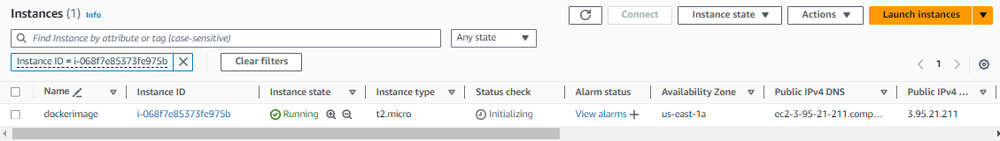 Instances (1) Info
Connect Instance state Actions Launch instances
Find Instance by attribute or tag (case-sensitive) Any state
Instance ID = i-068f7e85373fe975b Clear filters
1
Name Instance ID Instance state Instance type Status check Alarm status Availability Zone Public IPv4 DNS Public IPv4 ...
dockerimage i-068f7e85373fe975b Running t2.micro Initializing View alarms + us-east-1a ec2-3-95-21-211.comp... 3.95.21.211